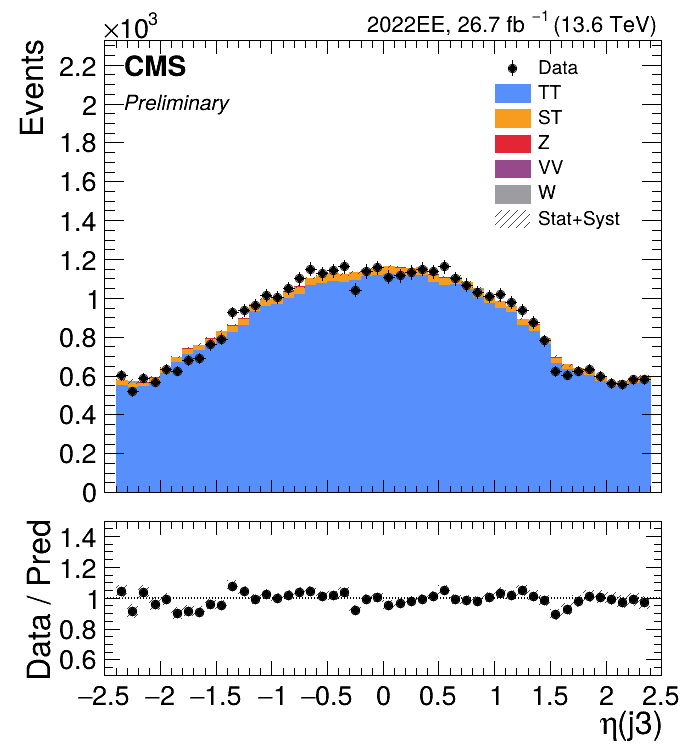 ×10³
2022EE, 26.7 fb⁻¹ (13.6 TeV)
CMS
Preliminary
Events
2.2
2
1.8
1.6
1.4
1.2
1
0.8
0.6
0.4
0.2
0
Data
TT
ST
Z
VV
W
Stat+Syst
Data / Pred
1.4
1.2
1
0.8
0.6
−2.5 −2 −1.5 −1 −0.5 0 0.5 1 1.5 2 2.5
η(j3)